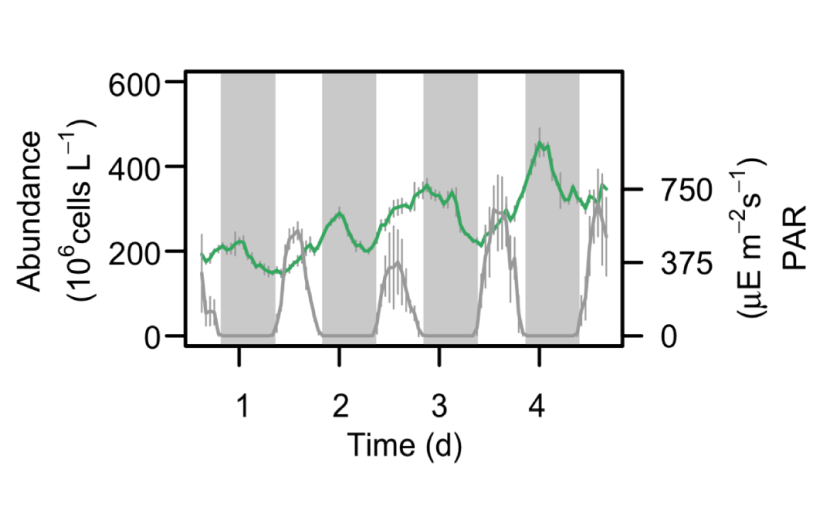 Abundance
(10⁶cells L⁻¹)
600
400
200
0
750
375
0
PAR
(μE m⁻²s⁻¹)
1 2 3 4
Time (d)